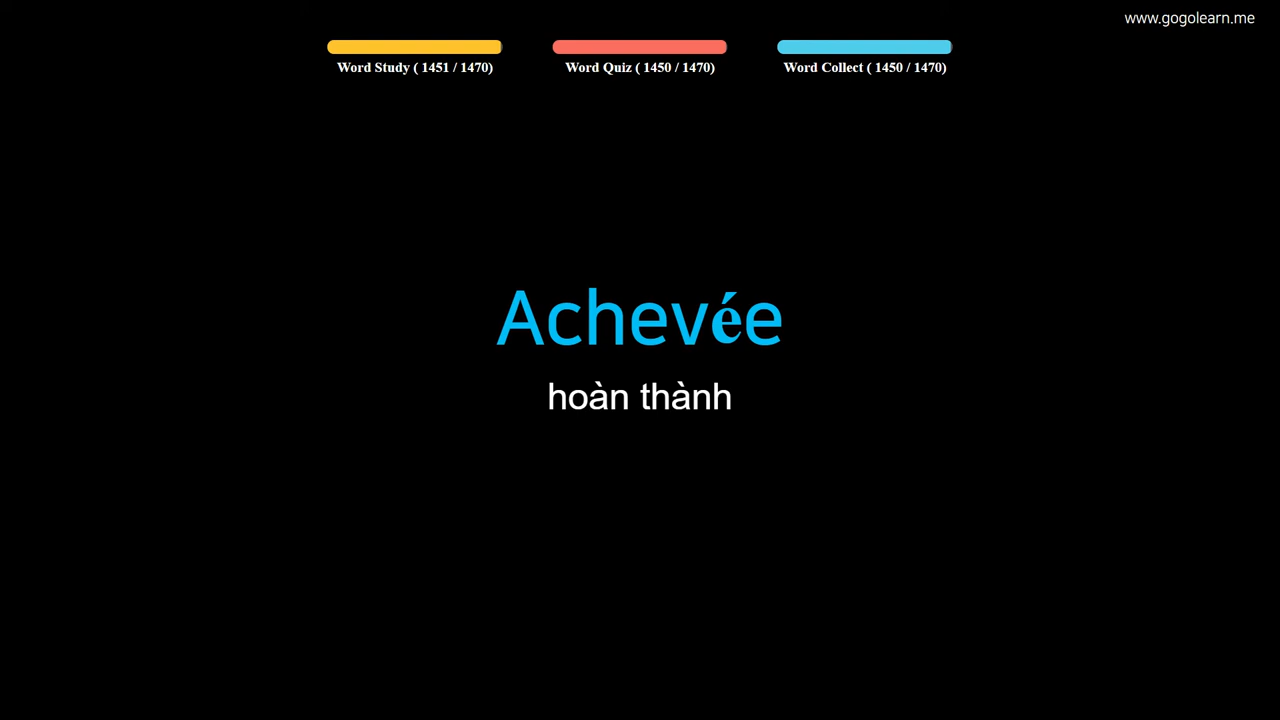 www.gogolearn.me
Word Study ( 1451 / 1470)
Word Quiz ( 1450 / 1470)
Word Collect ( 1450 / 1470)
Achevée
hoàn thành